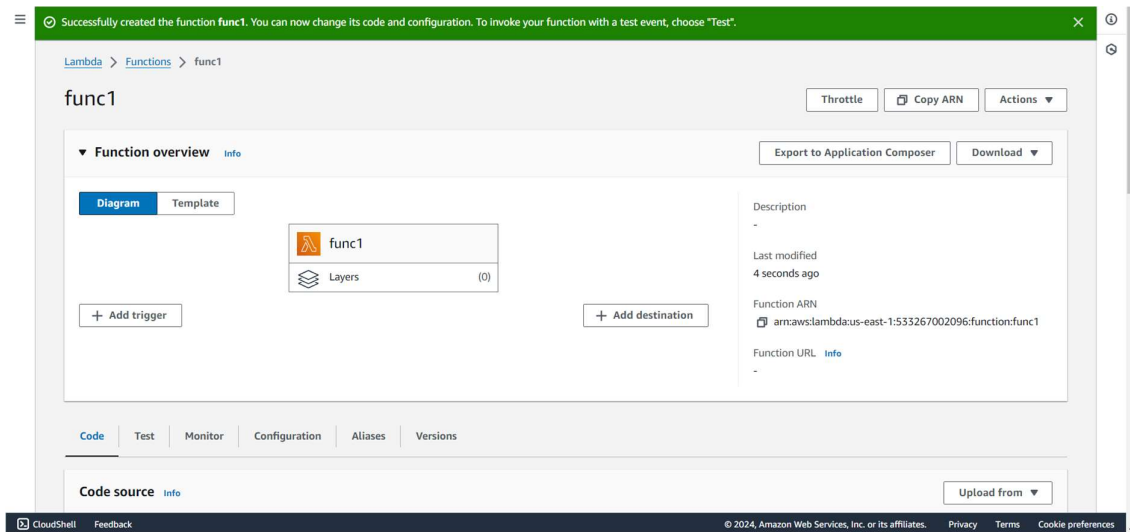 Successfully created the function func1. You can now change its code and configuration. To invoke your function with a test event, choose "Test".
Lambda > Functions > func1
func1
Throttle
Copy ARN
Actions
Function overview Info
Export to Application Composer
Download
Diagram
Template
func1
Layers (0)
+ Add trigger
+ Add destination
Description
-
Last modified
4 seconds ago
Function ARN
arn:aws:lambda:us-east-1:533267002096:function:func1
Function URL Info
-
Code
Test
Monitor
Configuration
Aliases
Versions
Code source Info
Upload from
CloudShell Feedback © 2024, Amazon Web Services, Inc. or its affiliates. Privacy Terms Cookie preferences